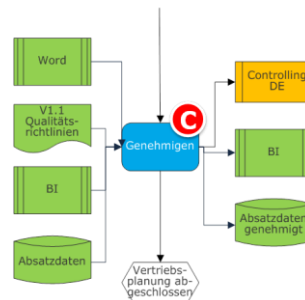 Word
V1.1
Qualitäts-
richtlinien
BI
Absatzdaten
C
Genehmigen
Controlling
DE
BI
Absatzdaten
genehmigt
Vertriebs-
planung ab-
geschlossen